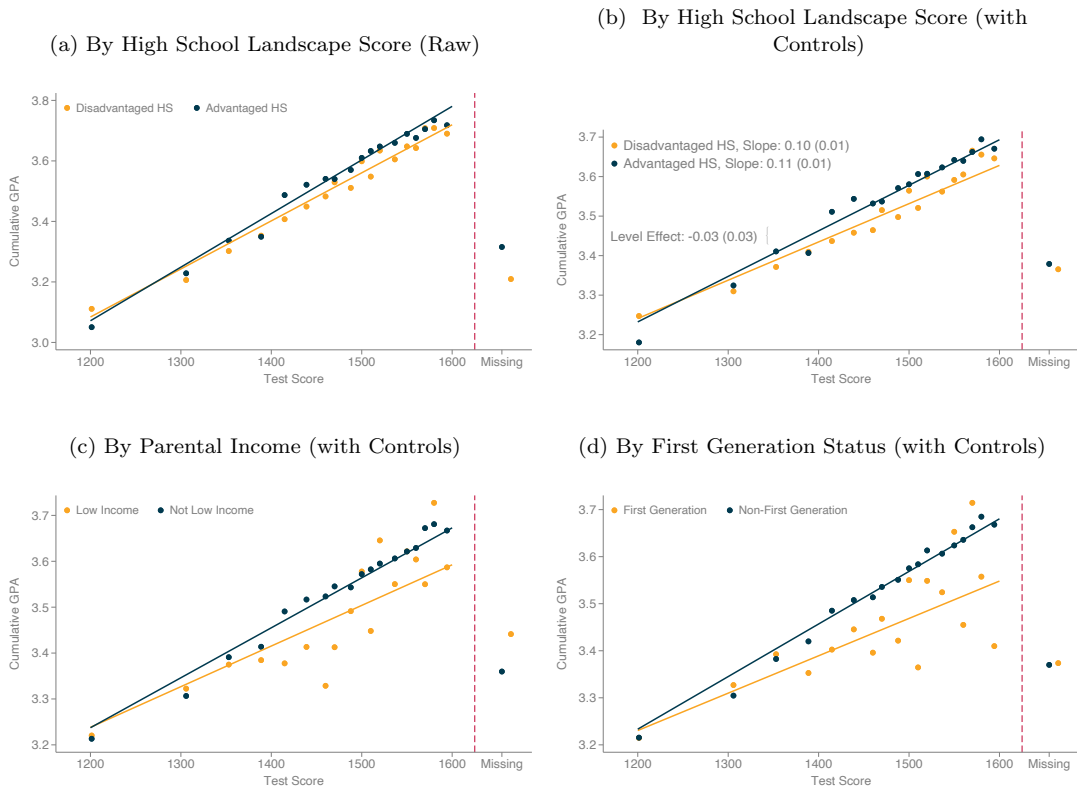 (a) By High School Landscape Score (Raw)
Cumulative GPA
3.8
3.6
3.4
3.2
3.0
Disadvantaged HS Advantaged HS
1200 1300 1400 1500 1600 Missing
Test Score
(b) By High School Landscape Score (with
Controls)
Cumulative GPA
3.7
3.6
3.5
3.4
3.3
3.2
Disadvantaged HS, Slope: 0.10 (0.01)
Advantaged HS, Slope: 0.11 (0.01)
Level Effect: -0.03 (0.03)
1200 1300 1400 1500 1600 Missing
Test Score
(c) By Parental Income (with Controls)
Cumulative GPA
3.7
3.6
3.5
3.4
3.3
3.2
Low Income Not Low Income
1200 1300 1400 1500 1600 Missing
Test Score
(d) By First Generation Status (with Controls)
Cumulative GPA
3.7
3.6
3.5
3.4
3.3
3.2
First Generation Non-First Generation
1200 1300 1400 1500 1600 Missing
Test Score